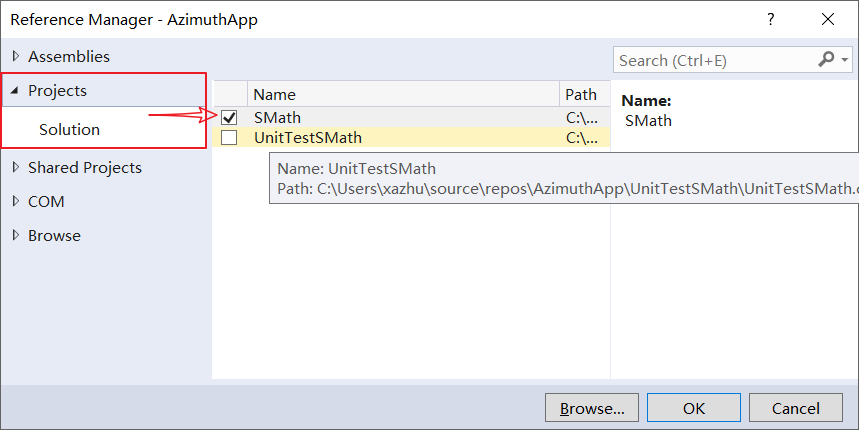 Reference Manager - AzimuthApp
?
Assemblies
Projects
Solution
Shared Projects
COM
Browse
Name Path
SMath C:\...
UnitTestSMath C:\...
Name: UnitTestSMath
Path: C:\Users\xazhu\source\repos\AzimuthApp\UnitTestSMath\UnitTestSMath.c
Search (Ctrl+E)
Name:
SMath
Browse... OK Cancel